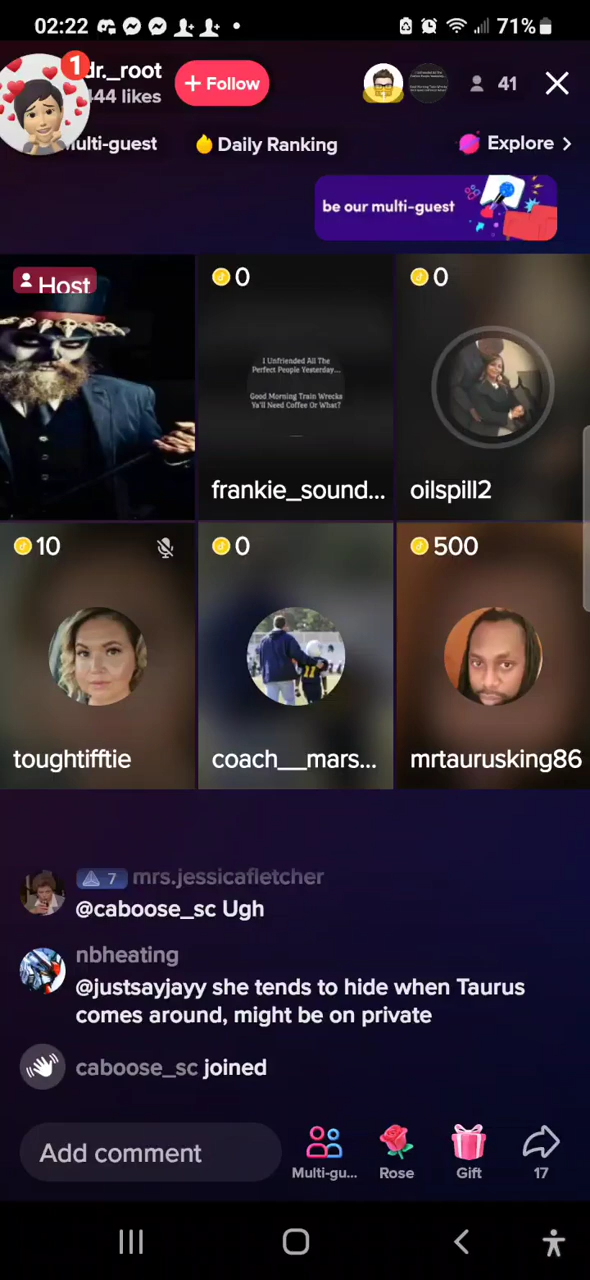 02:22
71%
1
dr._root
+ Follow
41
444 likes
ulti-guest
Daily Ranking
Explore >
be our multi-guest
Host
0
0
I Unfriended All The
Perfect People Yesterday...
Good Morning Train Wrecks
Ya'll Need Coffee Or What?
frankie_sound...
oilspill2
10
0
500
11
toughtifftie
coach__mars...
mrtaurusking86
7 mrs.jessicafletcher
@caboose_sc Ugh
nbheating
@justsayjayy she tends to hide when Taurus
comes around, might be on private
caboose_sc joined
Add comment
Multi-gu...
Rose
Gift
17